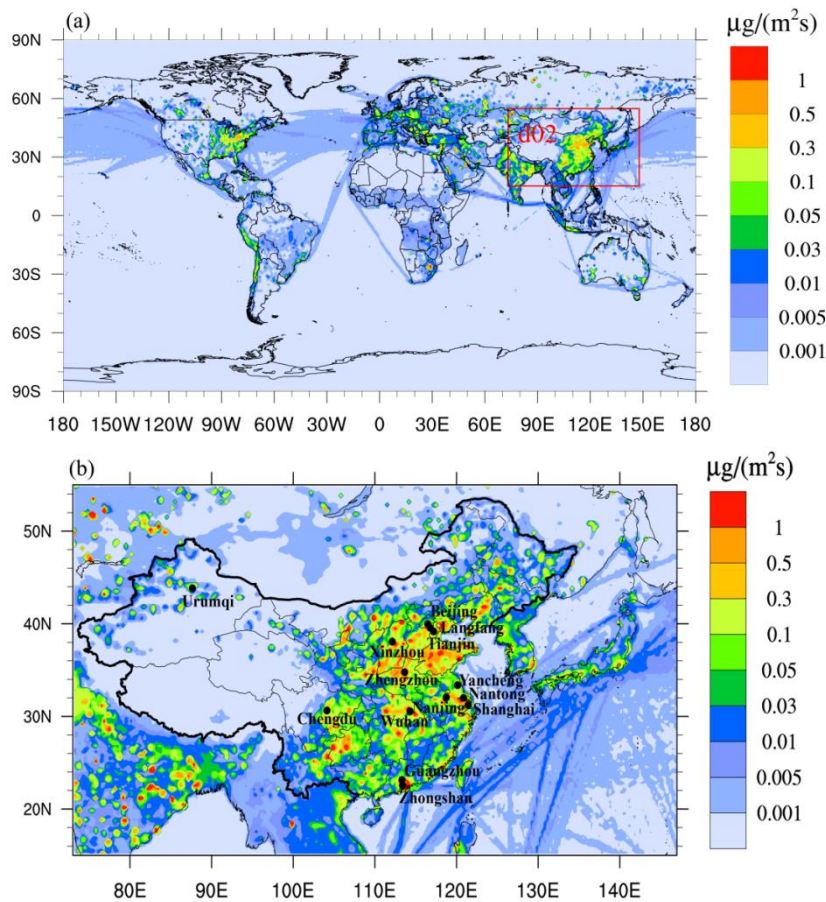 (a)
μg/(m²s)
90N
60N
30N
0
30S
60S
90S
d02
180 150W 120W 90W 60W 30W 0 30E 60E 90E 120E 150E 180
1
0.5
0.3
0.1
0.05
0.03
0.01
0.005
0.001
(b)
μg/(m²s)
50N
40N
30N
20N
Urumqi
Beijing
Langfang
Tianjin
Xinzhou
Zhengzhou
Yancheng
Nantong
Nanjing
Shanghai
Chengdu
Wuhan
Guangzhou
Zhongshan
80E 90E 100E 110E 120E 130E 140E
1
0.5
0.3
0.1
0.05
0.03
0.01
0.005
0.001